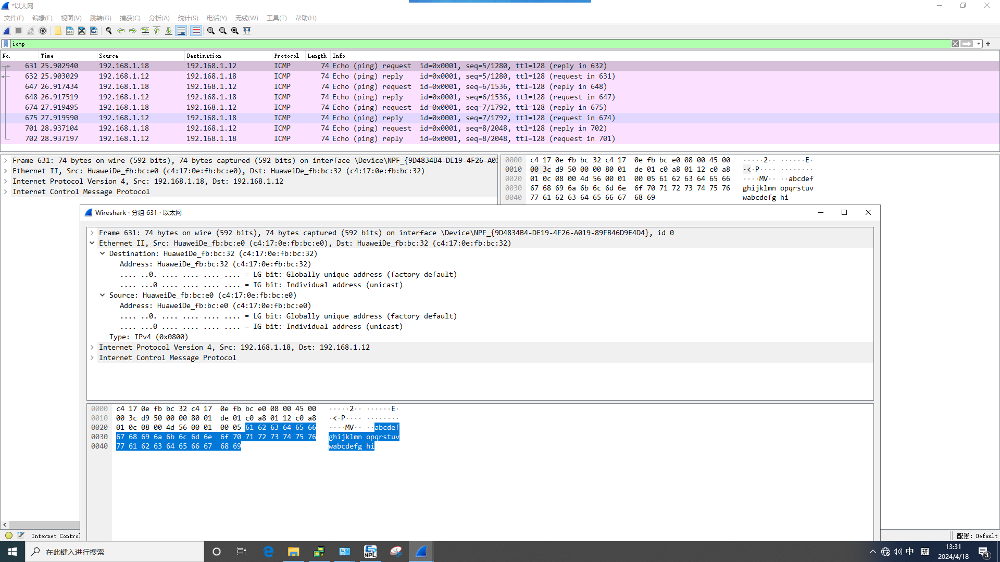 *以太网
文件(F) 编辑(E) 视图(V) 跳转(G) 捕获(C) 分析(A) 统计(S) 电话(Y) 无线(W) 工具(T) 帮助(H)
icmp
No. Time Source Destination Protocol Length Info
631 25.902940 192.168.1.18 192.168.1.12 ICMP 74 Echo (ping) request id=0x0001, seq=5/1280, ttl=128 (reply in 632)
632 25.903029 192.168.1.12 192.168.1.18 ICMP 74 Echo (ping) reply id=0x0001, seq=5/1280, ttl=128 (request in 631)
647 26.917434 192.168.1.18 192.168.1.12 ICMP 74 Echo (ping) request id=0x0001, seq=6/1536, ttl=128 (reply in 648)
648 26.917519 192.168.1.12 192.168.1.18 ICMP 74 Echo (ping) reply id=0x0001, seq=6/1536, ttl=128 (request in 647)
674 27.919495 192.168.1.18 192.168.1.12 ICMP 74 Echo (ping) request id=0x0001, seq=7/1792, ttl=128 (reply in 675)
675 27.919590 192.168.1.12 192.168.1.18 ICMP 74 Echo (ping) reply id=0x0001, seq=7/1792, ttl=128 (request in 674)
701 28.937104 192.168.1.18 192.168.1.12 ICMP 74 Echo (ping) request id=0x0001, seq=8/2048, ttl=128 (reply in 702)
702 28.937197 192.168.1.12 192.168.1.18 ICMP 74 Echo (ping) reply id=0x0001, seq=8/2048, ttl=128 (request in 701)
Frame 631: 74 bytes on wire (592 bits), 74 bytes captured (592 bits) on interface \Device\NPF_{9D4834B4-DE19-4F26-A01
Ethernet II, Src: HuaweiDe_fb:bc:e0 (c4:17:0e:fb:bc:e0), Dst: HuaweiDe_fb:bc:32 (c4:17:0e:fb:bc:32)
Internet Protocol Version 4, Src: 192.168.1.18, Dst: 192.168.1.12
Internet Control Message Protocol
0000 c4 17 0e fb bc 32 c4 17 0e fb bc e0 08 00 45 00 ·····2·· ······E·
0010 00 3c d9 50 00 00 80 01 de 01 c0 a8 01 12 c0 a8 ·<·P···· ········
0020 01 0c 08 00 4d 56 00 01 00 05 61 62 63 64 65 66 ····MV·· ··abcdef
0030 67 68 69 6a 6b 6c 6d 6e 6f 70 71 72 73 74 75 76 ghijklmn opqrstuv
0040 77 61 62 63 64 65 66 67 68 69 wabcdefg hi
Wireshark · 分组 631 · 以太网
Frame 631: 74 bytes on wire (592 bits), 74 bytes captured (592 bits) on interface \Device\NPF_{9D4834B4-DE19-4F26-A019-89FB46D9E4D4}, id 0
Ethernet II, Src: HuaweiDe_fb:bc:e0 (c4:17:0e:fb:bc:e0), Dst: HuaweiDe_fb:bc:32 (c4:17:0e:fb:bc:32)
Destination: HuaweiDe_fb:bc:32 (c4:17:0e:fb:bc:32)
Address: HuaweiDe_fb:bc:32 (c4:17:0e:fb:bc:32)
.... ..0. .... .... .... .... = LG bit: Globally unique address (factory default)
.... ...0 .... .... .... .... = IG bit: Individual address (unicast)
Source: HuaweiDe_fb:bc:e0 (c4:17:0e:fb:bc:e0)
Address: HuaweiDe_fb:bc:e0 (c4:17:0e:fb:bc:e0)
.... ..0. .... .... .... .... = LG bit: Globally unique address (factory default)
.... ...0 .... .... .... .... = IG bit: Individual address (unicast)
Type: IPv4 (0x0800)
Internet Protocol Version 4, Src: 192.168.1.18, Dst: 192.168.1.12
Internet Control Message Protocol
0000 c4 17 0e fb bc 32 c4 17 0e fb bc e0 08 00 45 00 ·····2·· ······E·
0010 00 3c d9 50 00 00 80 01 de 01 c0 a8 01 12 c0 a8 ·<·P···· ········
0020 01 0c 08 00 4d 56 00 01 00 05 61 62 63 64 65 66 ····MV·· ··abcdef
0030 67 68 69 6a 6b 6c 6d 6e 6f 70 71 72 73 74 75 76 ghijklmn opqrstuv
0040 77 61 62 63 64 65 66 67 68 69 wabcdefg hi
Internet Control
配置: Default
在此键入进行搜索
NPL
中
拼
13:31
2024/4/18
3